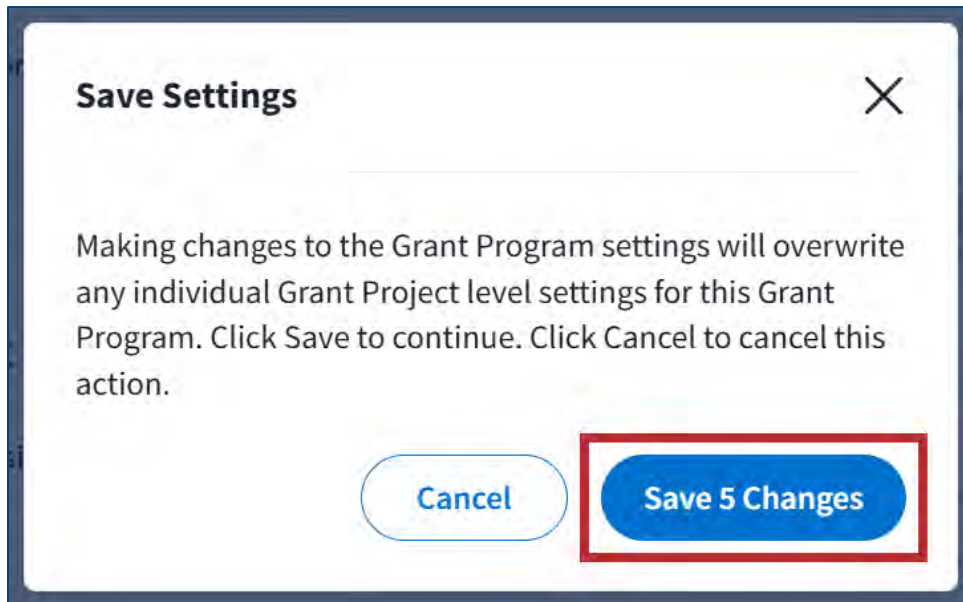 Save Settings
Making changes to the Grant Program settings will overwrite
any individual Grant Project level settings for this Grant
Program. Click Save to continue. Click Cancel to cancel this
action.
Cancel
Save 5 Changes